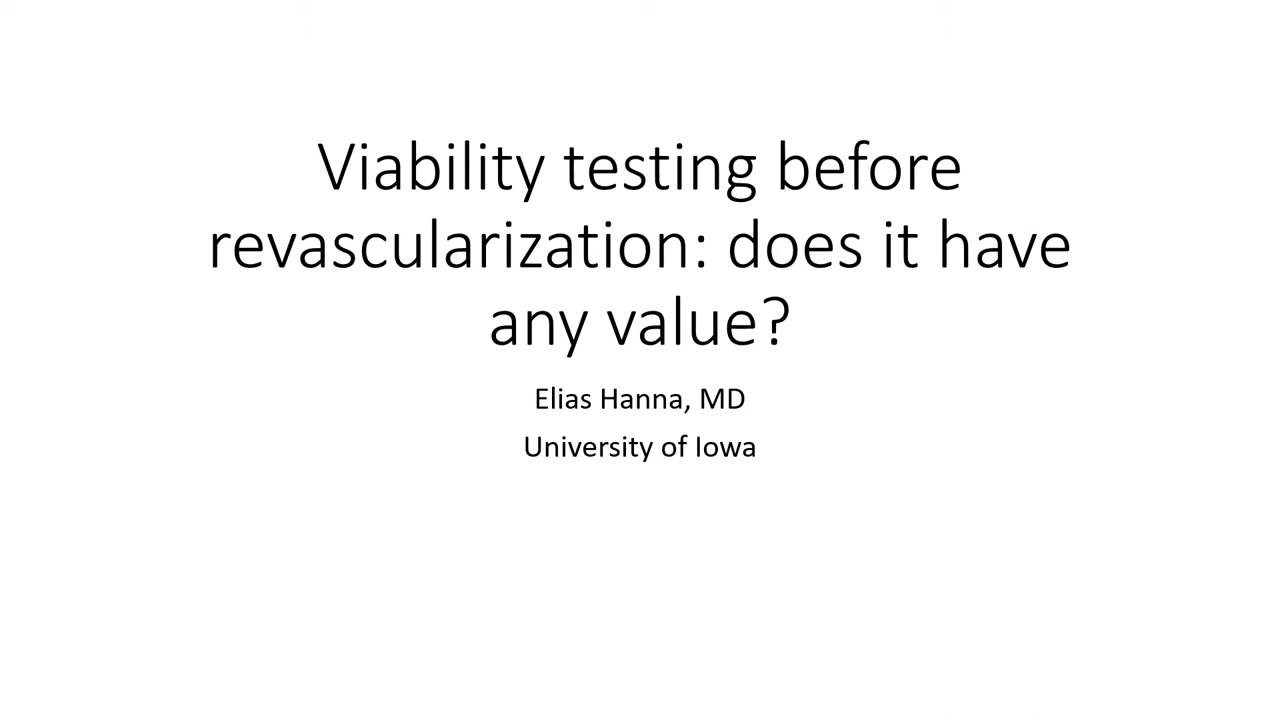 Viability testing before
revascularization: does it have
any value?
Elias Hanna, MD
University of Iowa